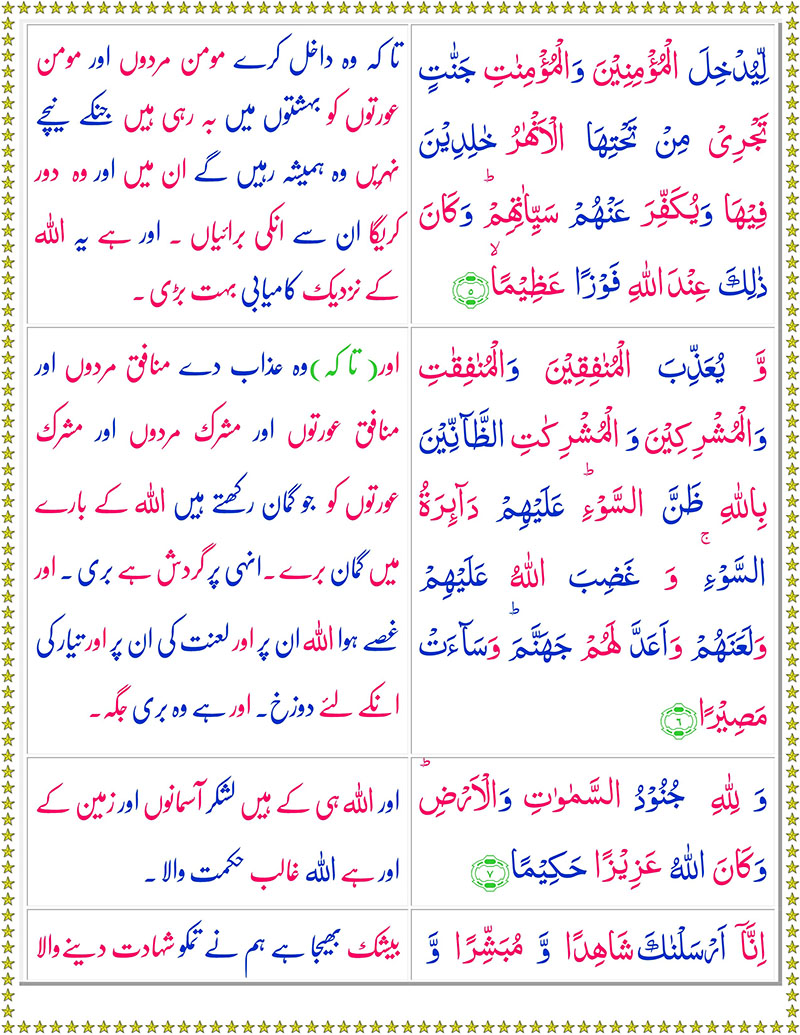 لِّيُدْخِلَ الْمُؤْمِنِيْنَ وَالْمُؤْمِنٰتِ جَنّٰتٍ
تَجْرِىْ مِنْ تَحْتِهَا الْاَنْهٰرُ خٰلِدِيْنَ
فِيْهَا وَيُكَفِّرَ عَنْهُمْ سَيِّاٰتِهِمْ ؕ وَكَانَ
ذٰلِكَ عِنْدَ اللّٰهِ فَوْزًا عَظِيْمًا ۙ ۵
تا کہ وہ داخل کرے مومن مردوں اور مومن
عورتوں کو بہشتوں میں بہ رہی ہیں جنکے نیچے
نہریں وہ ہمیشہ رہیں گے ان میں اور وہ دور
کریگا ان سے انکی برائیاں ۔ اور ہے یہ اللہ
کے نزدیک کامیابی بہت بڑی ۔
وَّ يُعَذِّبَ الْمُنٰفِقِيْنَ وَالْمُنٰفِقٰتِ
وَالْمُشْرِكِيْنَ وَ الْمُشْرِكٰتِ الظَّآنِّيْنَ
بِاللّٰهِ ظَنَّ السَّوْءِ ؕ عَلَيْهِمْ دَآئِرَةُ
السَّوْءِ ۚ وَ غَضِبَ اللّٰهُ عَلَيْهِمْ
وَلَعَنَهُمْ وَاَعَدَّ لَهُمْ جَهَنَّمَ ؕ وَسَآءَتْ
مَصِيْرًا ۶
اور (تا کہ) وہ عذاب دے منافق مردوں اور
منافق عورتوں اور مشرک مردوں اور مشرک
عورتوں کو جو گمان رکھتے ہیں اللہ کے بارے
میں گمان برے ۔ انہی پر گردش ہے بری ۔ اور
غصے ہوا اللہ ان پر اور لعنت کی ان پر اور تیار کی
انکے لئے دوزخ ۔ اور ہے وہ بری جگہ ۔
وَ لِلّٰهِ جُنُوْدُ السَّمٰوٰتِ وَالْاَرْضِ ؕ
وَكَانَ اللّٰهُ عَزِيْزًا حَكِيْمًا ۷
اور اللہ ہی کے ہیں لشکر آسمانوں اور زمین کے
اور ہے اللہ غالب حکمت والا ۔
اِنَّآ اَرْسَلْنٰكَ شَاهِدًا وَّ مُبَشِّرًا وَّ
بیشک بھیجا ہے ہم نے تمکو شہادت دینے والا